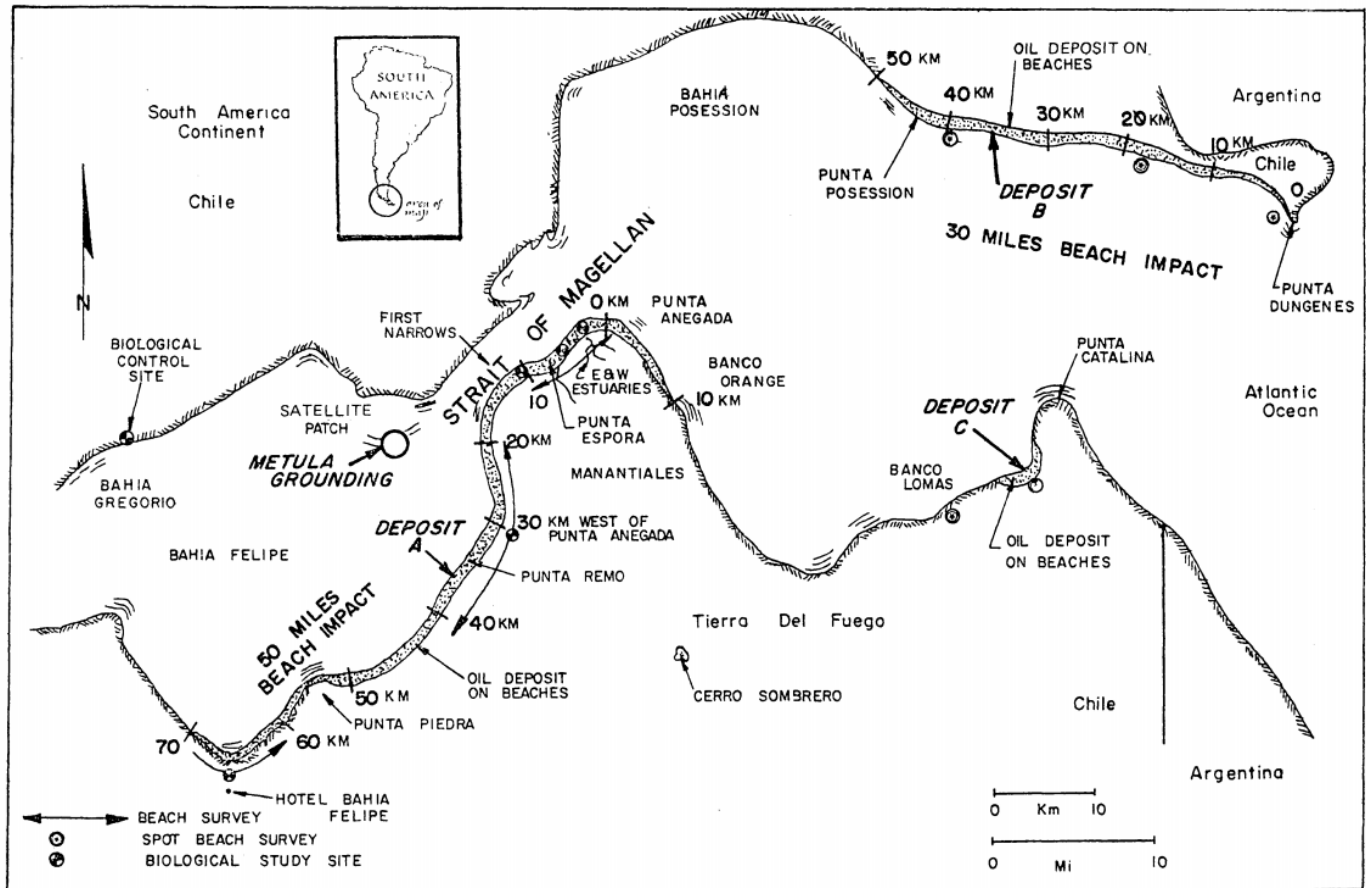 SOUTH
AMERICA
area of
map
South America
Continent
Chile
N
BAHIA
POSESSION
50 KM
OIL DEPOSIT ON
BEACHES
40 KM
30 KM
20 KM
10 KM
Argentina
Chile
0
PUNTA
POSESSION
DEPOSIT
B
30 MILES BEACH IMPACT
PUNTA
DUNGENES
STRAIT OF MAGELLAN
FIRST
NARROWS
0 KM
PUNTA
ANEGADA
BIOLOGICAL
CONTROL
SITE
SATELLITE
PATCH
METULA
GROUNDING
E&W
ESTUARIES
10
PUNTA
ESPORA
BANCO
ORANGE
10 KM
PUNTA
CATALINA
Atlantic
Ocean
DEPOSIT
C
20 KM
MANANTIALES
BANCO
LOMAS
BAHIA
GREGORIO
BAHIA FELIPE
DEPOSIT
A
30 KM WEST OF
PUNTA ANEGADA
PUNTA REMO
OIL DEPOSIT
ON BEACHES
40 KM
Tierra Del Fuego
50 MILES
BEACH IMPACT
OIL DEPOSIT
ON BEACHES
CERRO SOMBRERO
50 KM
PUNTA PIEDRA
60 KM
70
Chile
Argentina
HOTEL BAHIA
FELIPE
BEACH SURVEY
SPOT BEACH SURVEY
BIOLOGICAL STUDY SITE
0 Km 10
0 Mi 10